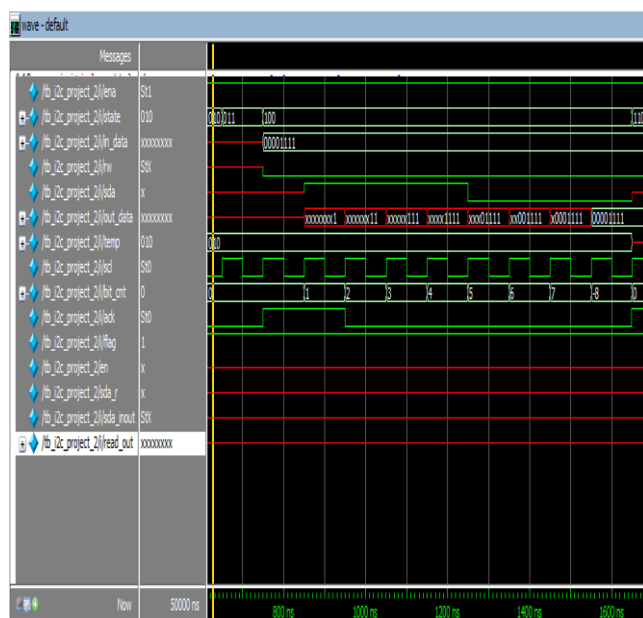 wave - default
Messages
/tb_i2c_project_2/i/ena St1
/tb_i2c_project_2/i/state 010 010 011 100 110
/tb_i2c_project_2/i/in_data xxxxxxxx 00001111
/tb_i2c_project_2/i/rw StX
/tb_i2c_project_2/i/sda x
/tb_i2c_project_2/i/out_data xxxxxxxx xxxxxxx1 xxxxxx11 xxxxx111 xxxx1111 xxx01111 xx001111 x0001111 00001111
/tb_i2c_project_2/i/temp 010 010
/tb_i2c_project_2/i/scl St0
/tb_i2c_project_2/i/bit_cnt 0 0 1 2 3 4 5 6 7 -8 0
/tb_i2c_project_2/i/ack St0
/tb_i2c_project_2/i/flag 1
/tb_i2c_project_2/en x
/tb_i2c_project_2/sda_r x
/tb_i2c_project_2/sda_inout StX
/tb_i2c_project_2/i/read_out xxxxxxxx
Now 50000 ns 800 ns 1000 ns 1200 ns 1400 ns 1600 ns